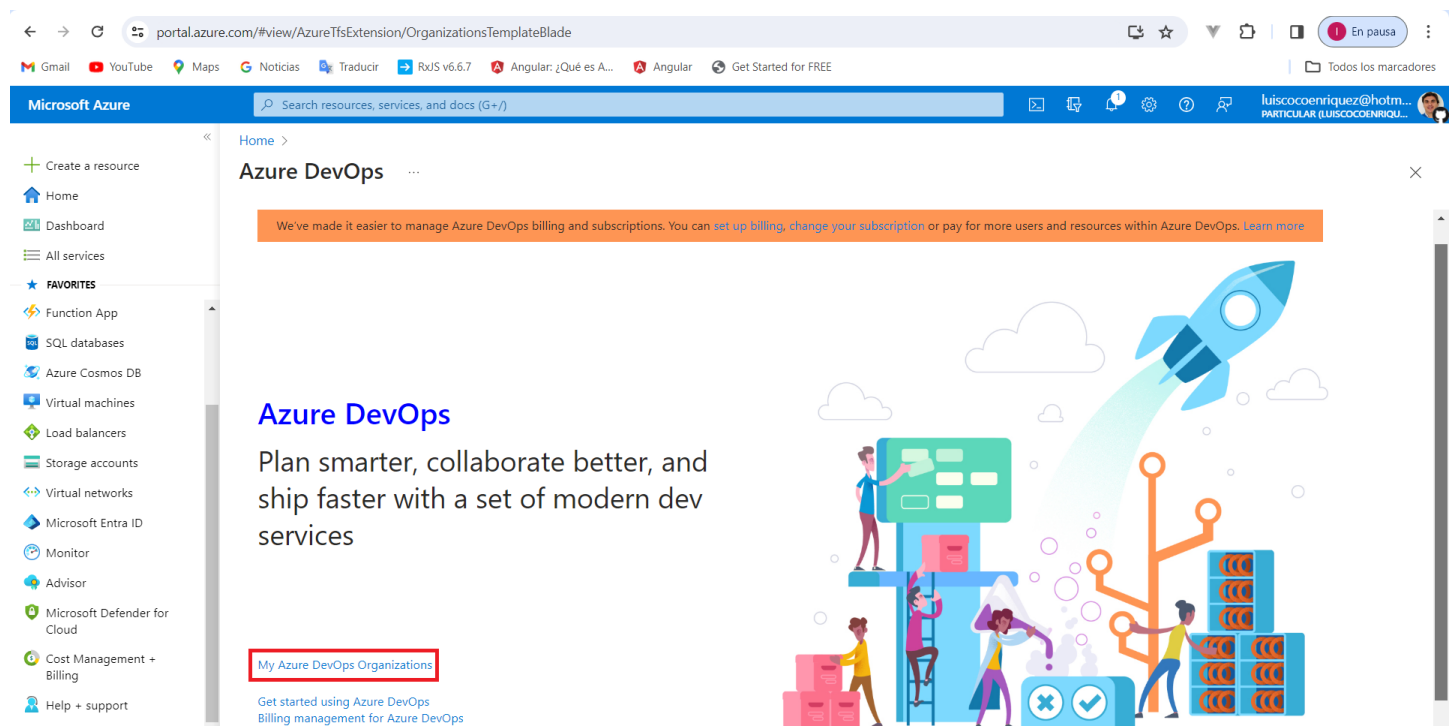 portal.azure.com/#view/AzureTfsExtension/OrganizationsTemplateBlade
I
En pausa
Gmail YouTube Maps Noticias Traducir RxJS v6.6.7 Angular: ¿Qué es A... Angular Get Started for FREE Todos los marcadores
Microsoft Azure
Search resources, services, and docs (G+/)
1
luiscocoenriquez@hotm...
PARTICULAR (LUISCOCOENRIQU...
Home >
Azure DevOps ...
Create a resource
Home
Dashboard
All services
FAVORITES
Function App
SQL databases
Azure Cosmos DB
Virtual machines
Load balancers
Storage accounts
Virtual networks
Microsoft Entra ID
Monitor
Advisor
Microsoft Defender for
Cloud
Cost Management +
Billing
Help + support
We've made it easier to manage Azure DevOps billing and subscriptions. You can set up billing, change your subscription or pay for more users and resources within Azure DevOps. Learn more
Azure DevOps
Plan smarter, collaborate better, and
ship faster with a set of modern dev
services
My Azure DevOps Organizations
Get started using Azure DevOps
Billing management for Azure DevOps